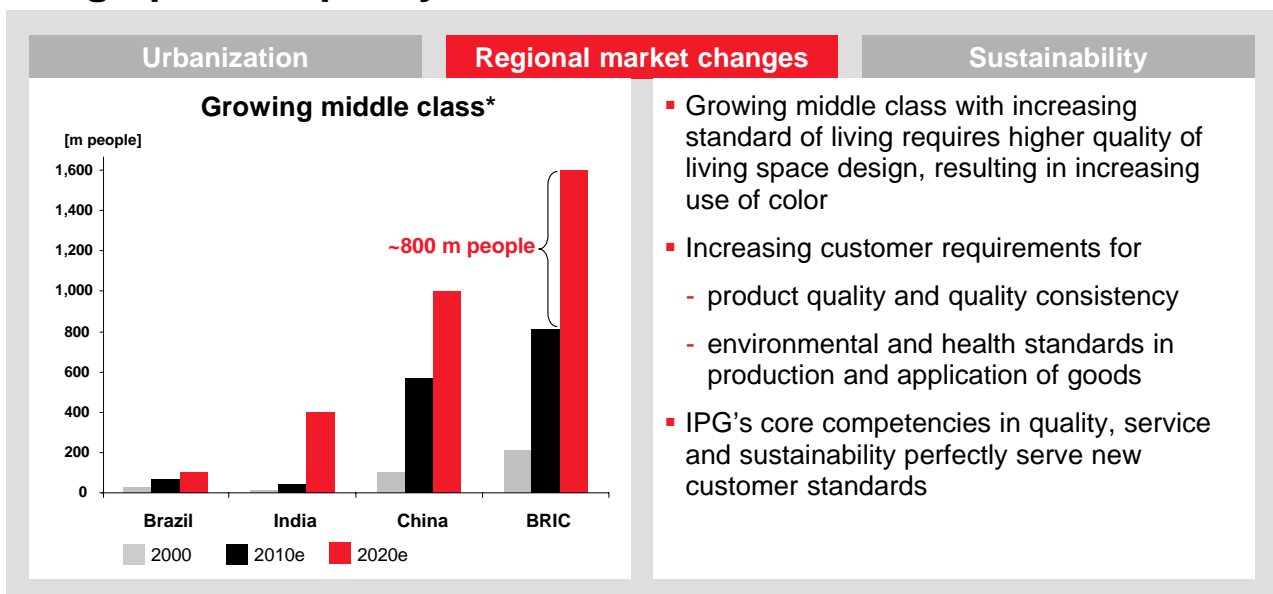 Urbanization
Regional market changes
Sustainability
Growing middle class*
[m people]
1,600
1,400
1,200
1,000
800
600
400
200
0
~800 m people
Brazil
India
China
BRIC
2000
2010e
2020e
▪ Growing middle class with increasing
standard of living requires higher quality of
living space design, resulting in increasing
use of color
▪ Increasing customer requirements for
- product quality and quality consistency
- environmental and health standards in
production and application of goods
▪ IPG's core competencies in quality, service
and sustainability perfectly serve new
customer standards